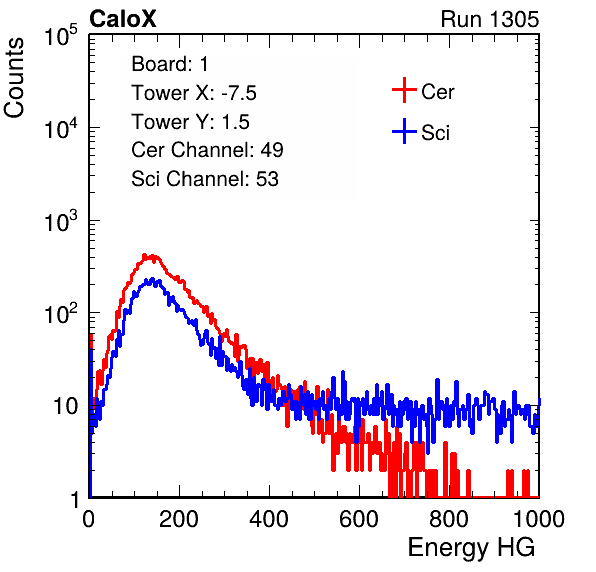 CaloX Run 1305
Counts
10^5
10^4
10^3
10^2
10
1
Board: 1
Tower X: -7.5
Tower Y: 1.5
Cer Channel: 49
Sci Channel: 53
Cer
Sci
0 200 400 600 800 1000
Energy HG